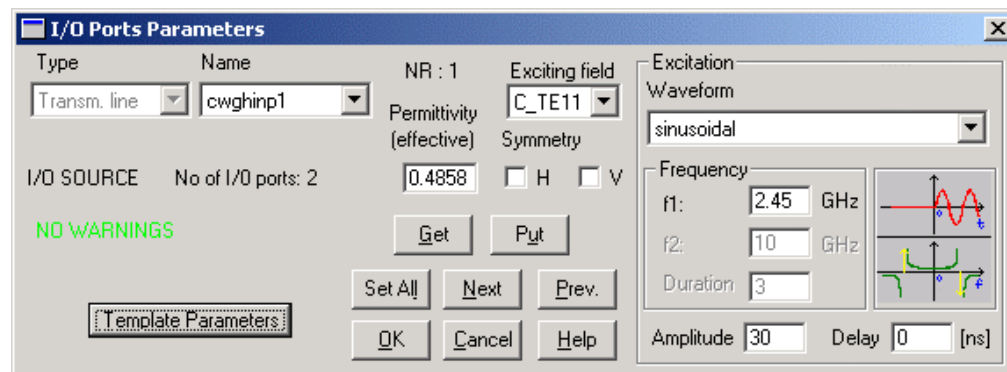 I/O Ports Parameters
Type Name NR : 1 Exciting field
Transm. line cwghinp1 C_TE11
Permittivity
(effective) Symmetry
I/O SOURCE No of I/O ports: 2 0.4858 H V
NO WARNINGS
Get Put
Set All Next Prev.
Template Parameters
OK Cancel Help
Excitation
Waveform
sinusoidal
Frequency
f1: 2.45 GHz
f2: 10 GHz
Duration 3
0 t
0 f
Amplitude 30 Delay 0 [ns]